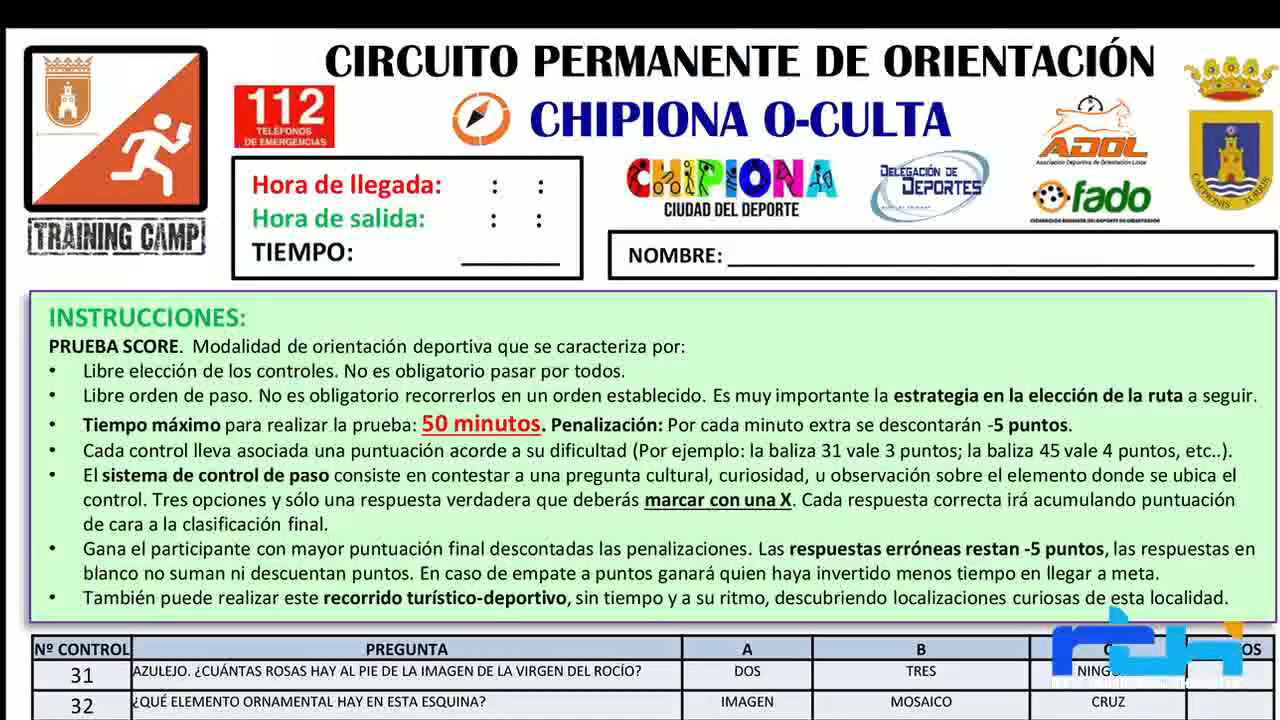 CIRCUITO PERMANENTE DE ORIENTACIÓN
CHIPIONA O-CULTA
112
TELÉFONOS
DE EMERGENCIAS
TRAINING CAMP
Hora de llegada: : :
Hora de salida: : :
TIEMPO: ________
CHIPIONA
CIUDAD DEL DEPORTE
DELEGACIÓN DE
DEPORTES
ADOL
fado
NOMBRE: ________
INSTRUCCIONES:
PRUEBA SCORE. Modalidad de orientación deportiva que se caracteriza por:
• Libre elección de los controles. No es obligatorio pasar por todos.
• Libre orden de paso. No es obligatorio recorrerlos en un orden establecido. Es muy importante la estrategia en la elección de la ruta a seguir.
• Tiempo máximo para realizar la prueba: 50 minutos. Penalización: Por cada minuto extra se descontarán -5 puntos.
• Cada control lleva asociada una puntuación acorde a su dificultad (Por ejemplo: la baliza 31 vale 3 puntos; la baliza 45 vale 4 puntos, etc..).
• El sistema de control de paso consiste en contestar a una pregunta cultural, curiosidad, u observación sobre el elemento donde se ubica el
control. Tres opciones y sólo una respuesta verdadera que deberás marcar con una X. Cada respuesta correcta irá acumulando puntuación
de cara a la clasificación final.
• Gana el participante con mayor puntuación final descontadas las penalizaciones. Las respuestas erróneas restan -5 puntos, las respuestas en
blanco no suman ni descuentan puntos. En caso de empate a puntos ganará quien haya invertido menos tiempo en llegar a meta.
• También puede realizar este recorrido turístico-deportivo, sin tiempo y a su ritmo, descubriendo localizaciones curiosas de esta localidad.
Nº CONTROL PREGUNTA A B
31 AZULEJO. ¿CUÁNTAS ROSAS HAY AL PIE DE LA IMAGEN DE LA VIRGEN DEL ROCÍO? DOS TRES
32 ¿QUÉ ELEMENTO ORNAMENTAL HAY EN ESTA ESQUINA? IMAGEN MOSAICO CRUZ